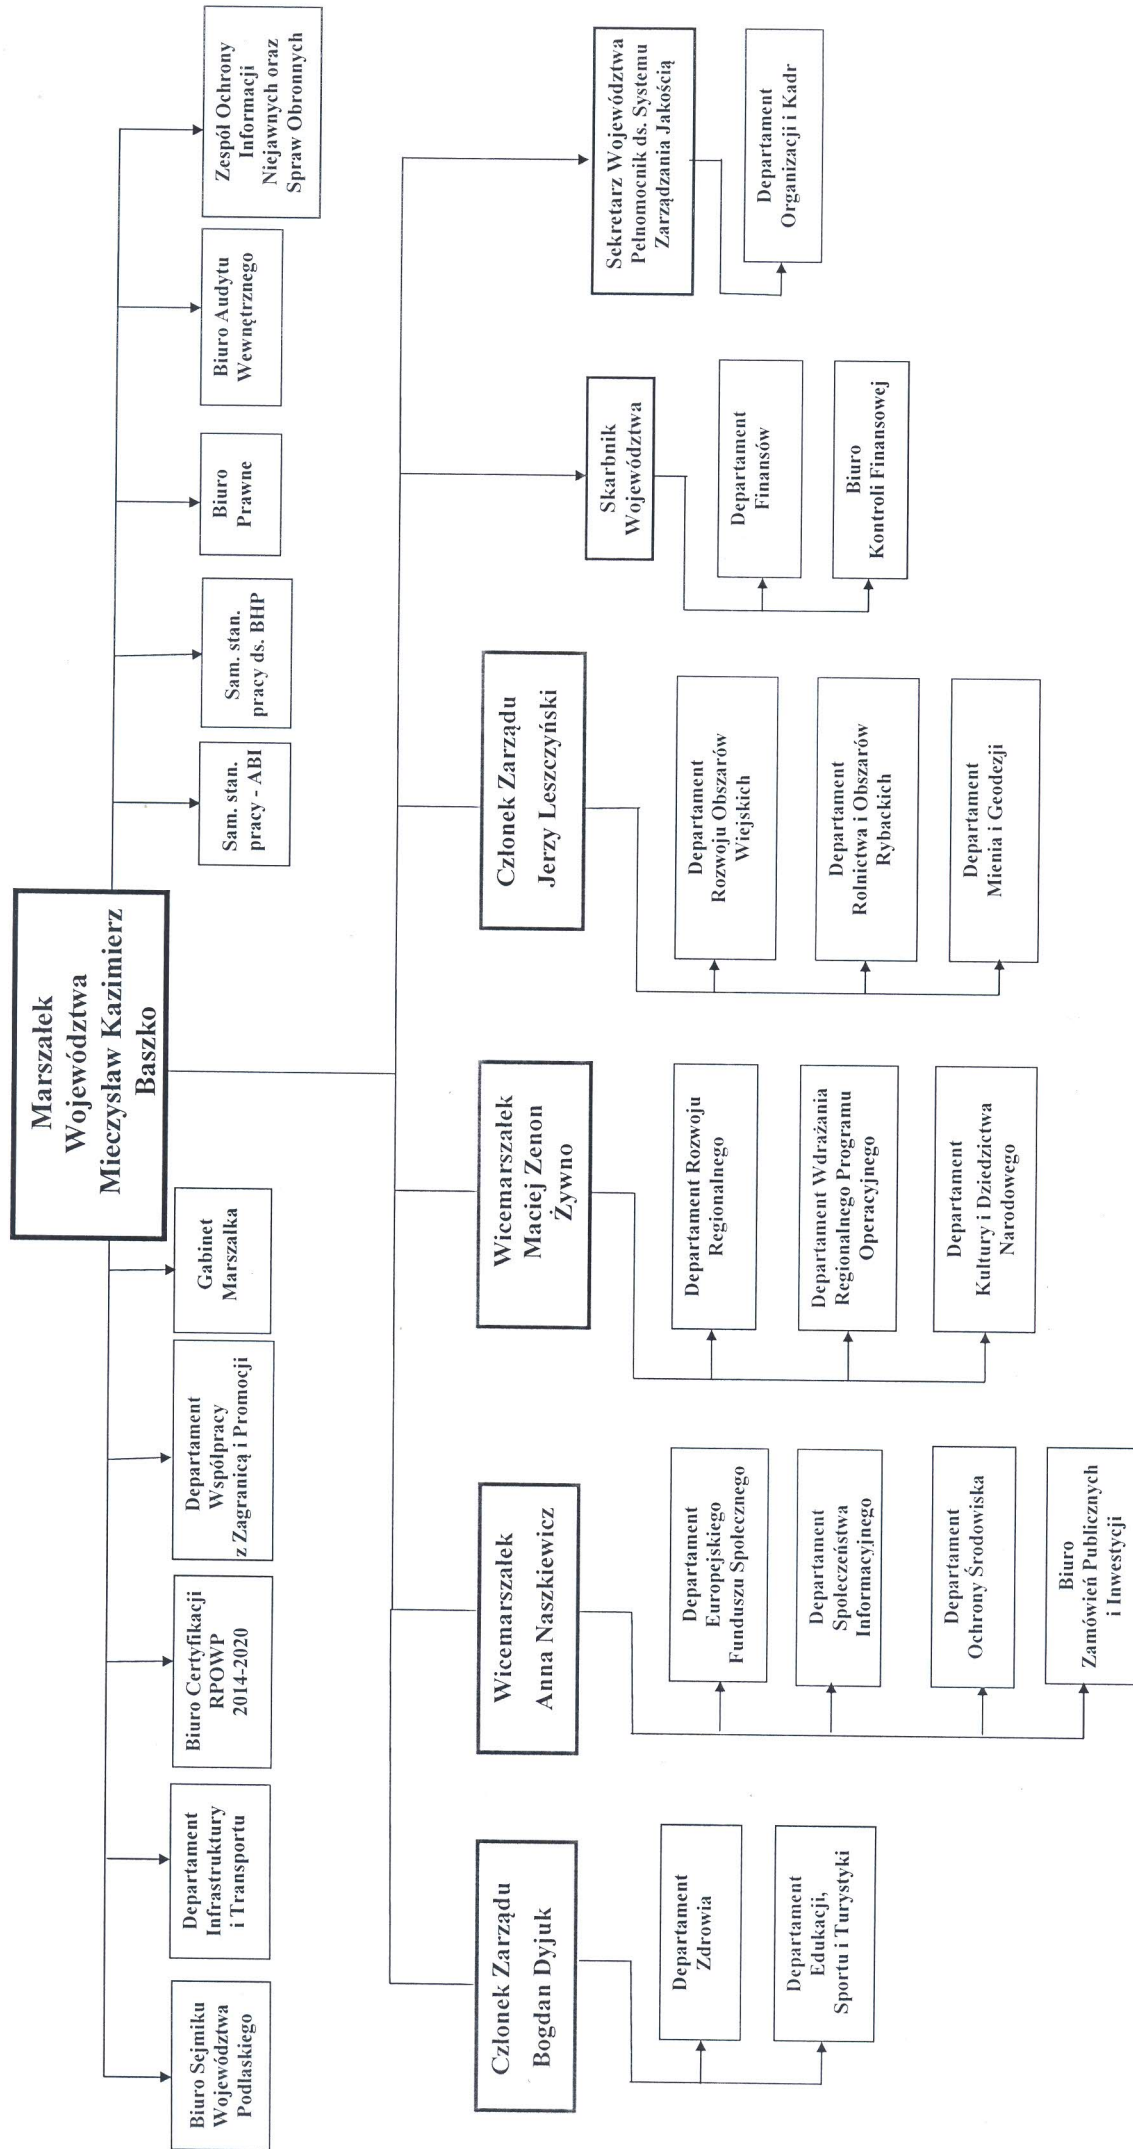 Marszałek
Województwa
Mieczysław Kazimierz
Baszko
Biuro Sejmiku
Województwa
Podlaskiego
Departament
Infrastruktury
i Transportu
Biuro Certyfikacji
RPOWP
2014-2020
Departament
Współpracy
z Zagranicą i Promocji
Gabinet
Marszałka
Sam. stan.
pracy - ABI
Sam. stan.
pracy ds. BHP
Biuro
Prawne
Biuro Audytu
Wewnętrznego
Zespół Ochrony
Informacji
Niejawnych oraz
Spraw Obronnych
Członek Zarządu
Bogdan Dyjuk
Departament
Zdrowia
Departament
Edukacji,
Sportu i Turystyki
Wicemarszałek
Anna Naszkiewicz
Departament
Europejskiego
Funduszu Społecznego
Departament
Społeczeństwa
Informacyjnego
Departament
Ochrony Środowiska
Biuro
Zamówień Publicznych
i Inwestycji
Wicemarszałek
Maciej Zenon
Żywno
Departament Rozwoju
Regionalnego
Departament Wdrażania
Regionalnego Programu
Operacyjnego
Departament
Kultury i Dziedzictwa
Narodowego
Członek Zarządu
Jerzy Leszczyński
Departament
Rozwoju Obszarów
Wiejskich
Departament
Rolnictwa i Obszarów
Rybackich
Departament
Mienia i Geodezji
Skarbnik
Województwa
Departament
Finansów
Biuro
Kontroli Finansowej
Sekretarz Województwa
Pełnomocnik ds. Systemu
Zarządzania Jakością
Departament
Organizacji i Kadr